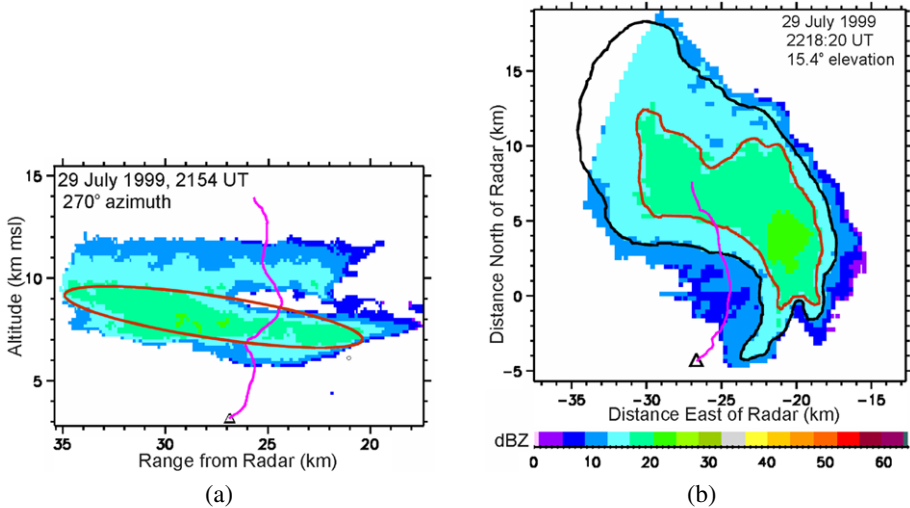 29 July 1999, 2154 UT
270° azimuth
15
10
5
Altitude (km msl)
35
30
25
20
Range from Radar (km)
(a)
29 July 1999
2218:20 UT
15.4° elevation
15
10
5
0
−5
Distance North of Radar (km)
−35
−30
−25
−20
−15
Distance East of Radar (km)
dBZ
0
10
20
30
40
50
60
(b)